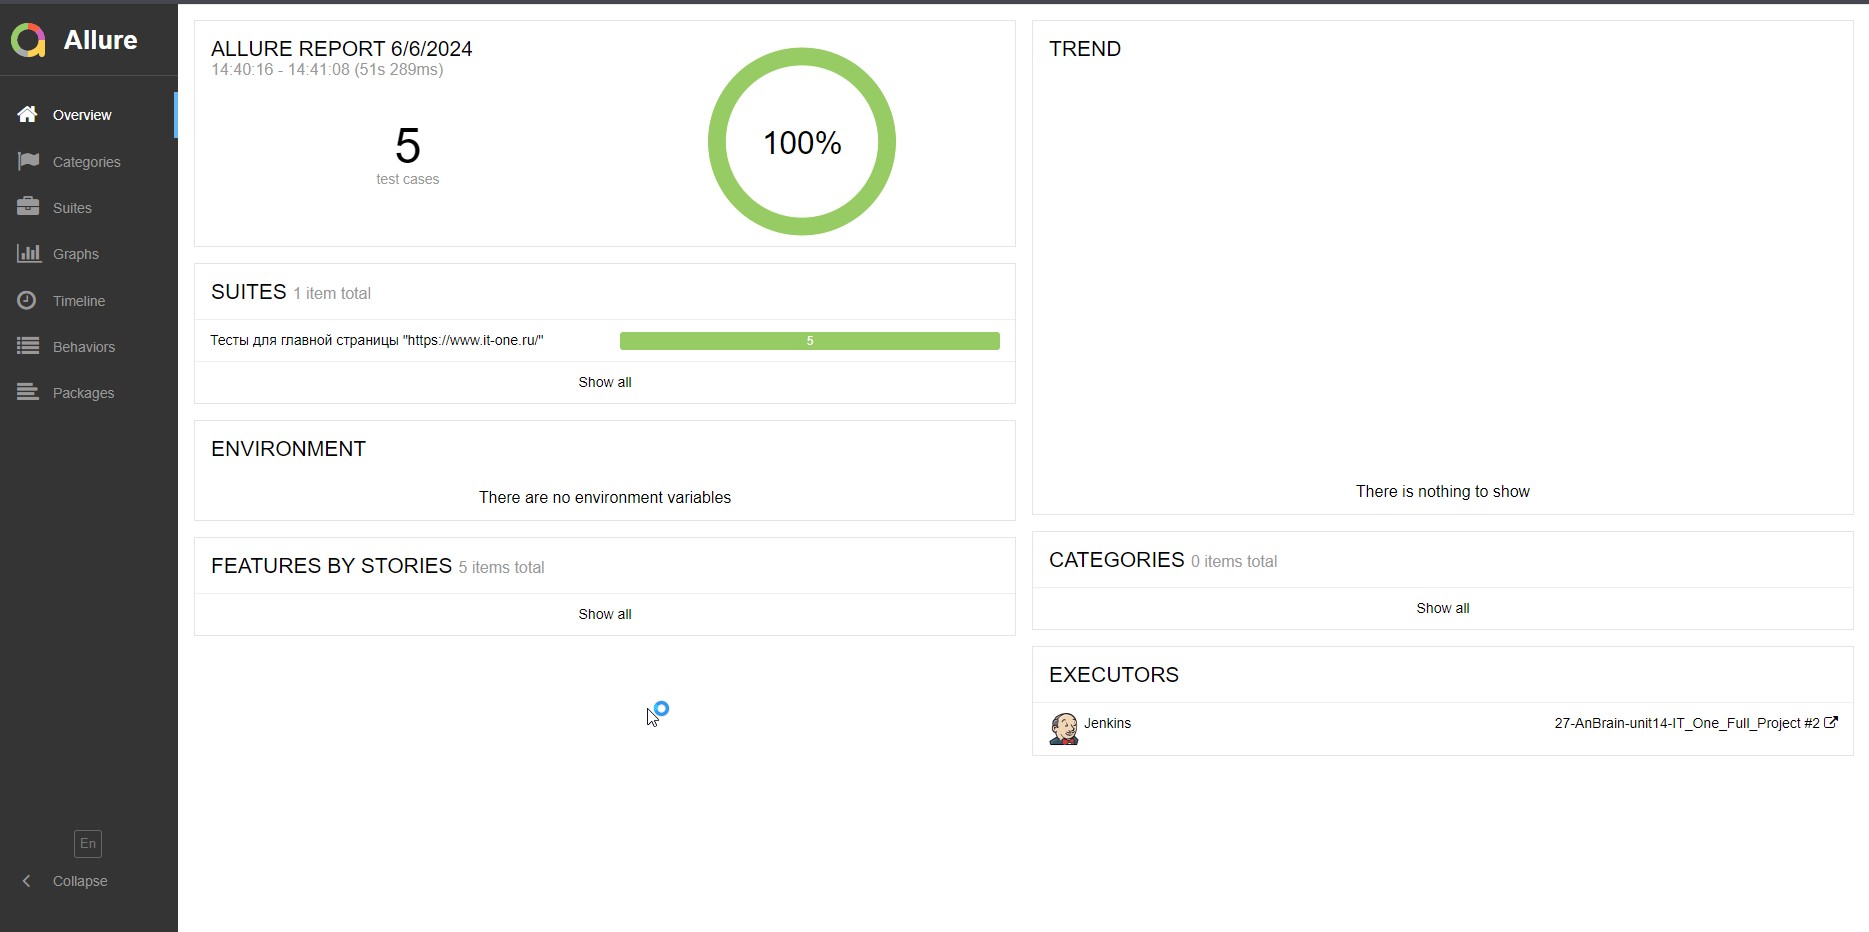 Allure
Overview
Categories
Suites
Graphs
Timeline
Behaviors
Packages
En
Collapse
ALLURE REPORT 6/6/2024
14:40:16 - 14:41:08 (51s 289ms)
5
test cases
100%
SUITES 1 item total
Тесты для главной страницы "https://www.it-one.ru/" 5
Show all
ENVIRONMENT
There are no environment variables
FEATURES BY STORIES 5 items total
Show all
TREND
There is nothing to show
CATEGORIES 0 items total
Show all
EXECUTORS
Jenkins 27-AnBrain-unit14-IT_One_Full_Project #2